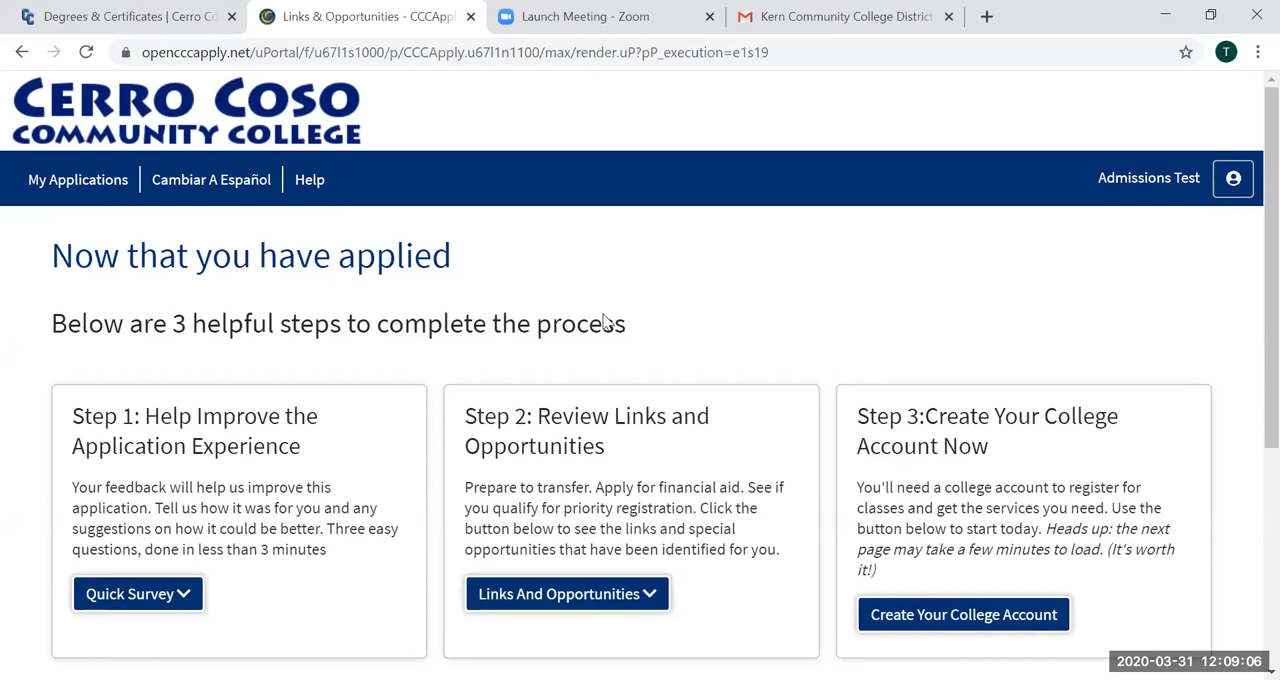 Degrees & Certificates | Cerro Co
Links & Opportunities - CCCAppl
Launch Meeting - Zoom
Kern Community College District
opencccapply.net/uPortal/f/u67l1s1000/p/CCCApply.u67l1n1100/max/render.uP?pP_execution=e1s19
T
CERRO COSO
COMMUNITY COLLEGE
My Applications
Cambiar A Español
Help
Admissions Test
Now that you have applied
Below are 3 helpful steps to complete the process
Step 1: Help Improve the
Application Experience
Your feedback will help us improve this
application. Tell us how it was for you and any
suggestions on how it could be better. Three easy
questions, done in less than 3 minutes
Quick Survey
Step 2: Review Links and
Opportunities
Prepare to transfer. Apply for financial aid. See if
you qualify for priority registration. Click the
button below to see the links and special
opportunities that have been identified for you.
Links And Opportunities
Step 3:Create Your College
Account Now
You'll need a college account to register for
classes and get the services you need. Use the
button below to start today. Heads up: the next
page may take a few minutes to load. (It's worth
it!)
Create Your College Account
2020-03-31 12:09:06